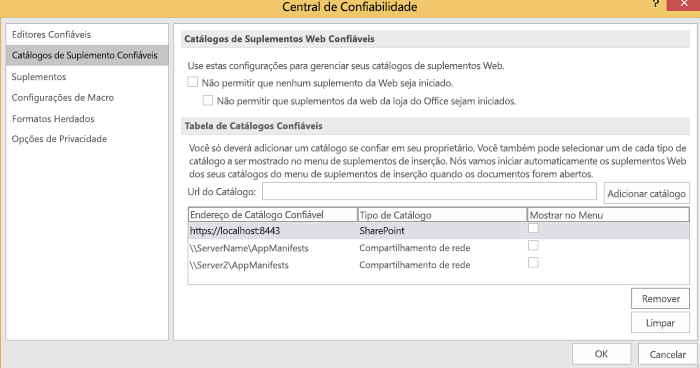 Central de Confiabilidade
?
Editores Confiáveis
Catálogos de Suplemento Confiáveis
Suplementos
Configurações de Macro
Formatos Herdados
Opções de Privacidade
Catálogos de Suplementos Web Confiáveis
Use estas configurações para gerenciar seus catálogos de suplementos Web.
Não permitir que nenhum suplemento da Web seja iniciado.
Não permitir que suplementos da web da loja do Office sejam iniciados.
Tabela de Catálogos Confiáveis
Você só deverá adicionar um catálogo se confiar em seu proprietário. Você também pode selecionar um de cada tipo de
catálogo a ser mostrado no menu de suplementos de inserção. Nós vamos iniciar automaticamente os suplementos Web
dos seus catálogos do menu de suplementos de inserção quando os documentos forem abertos.
Url do Catálogo: Adicionar catálogo
Endereço de Catálogo Confiável Tipo de Catálogo Mostrar no Menu
https://localhost:8443 SharePoint
\\ServerName\AppManifests Compartilhamento de rede
\\Server2\AppManifests Compartilhamento de rede
Remover
Limpar
OK Cancelar